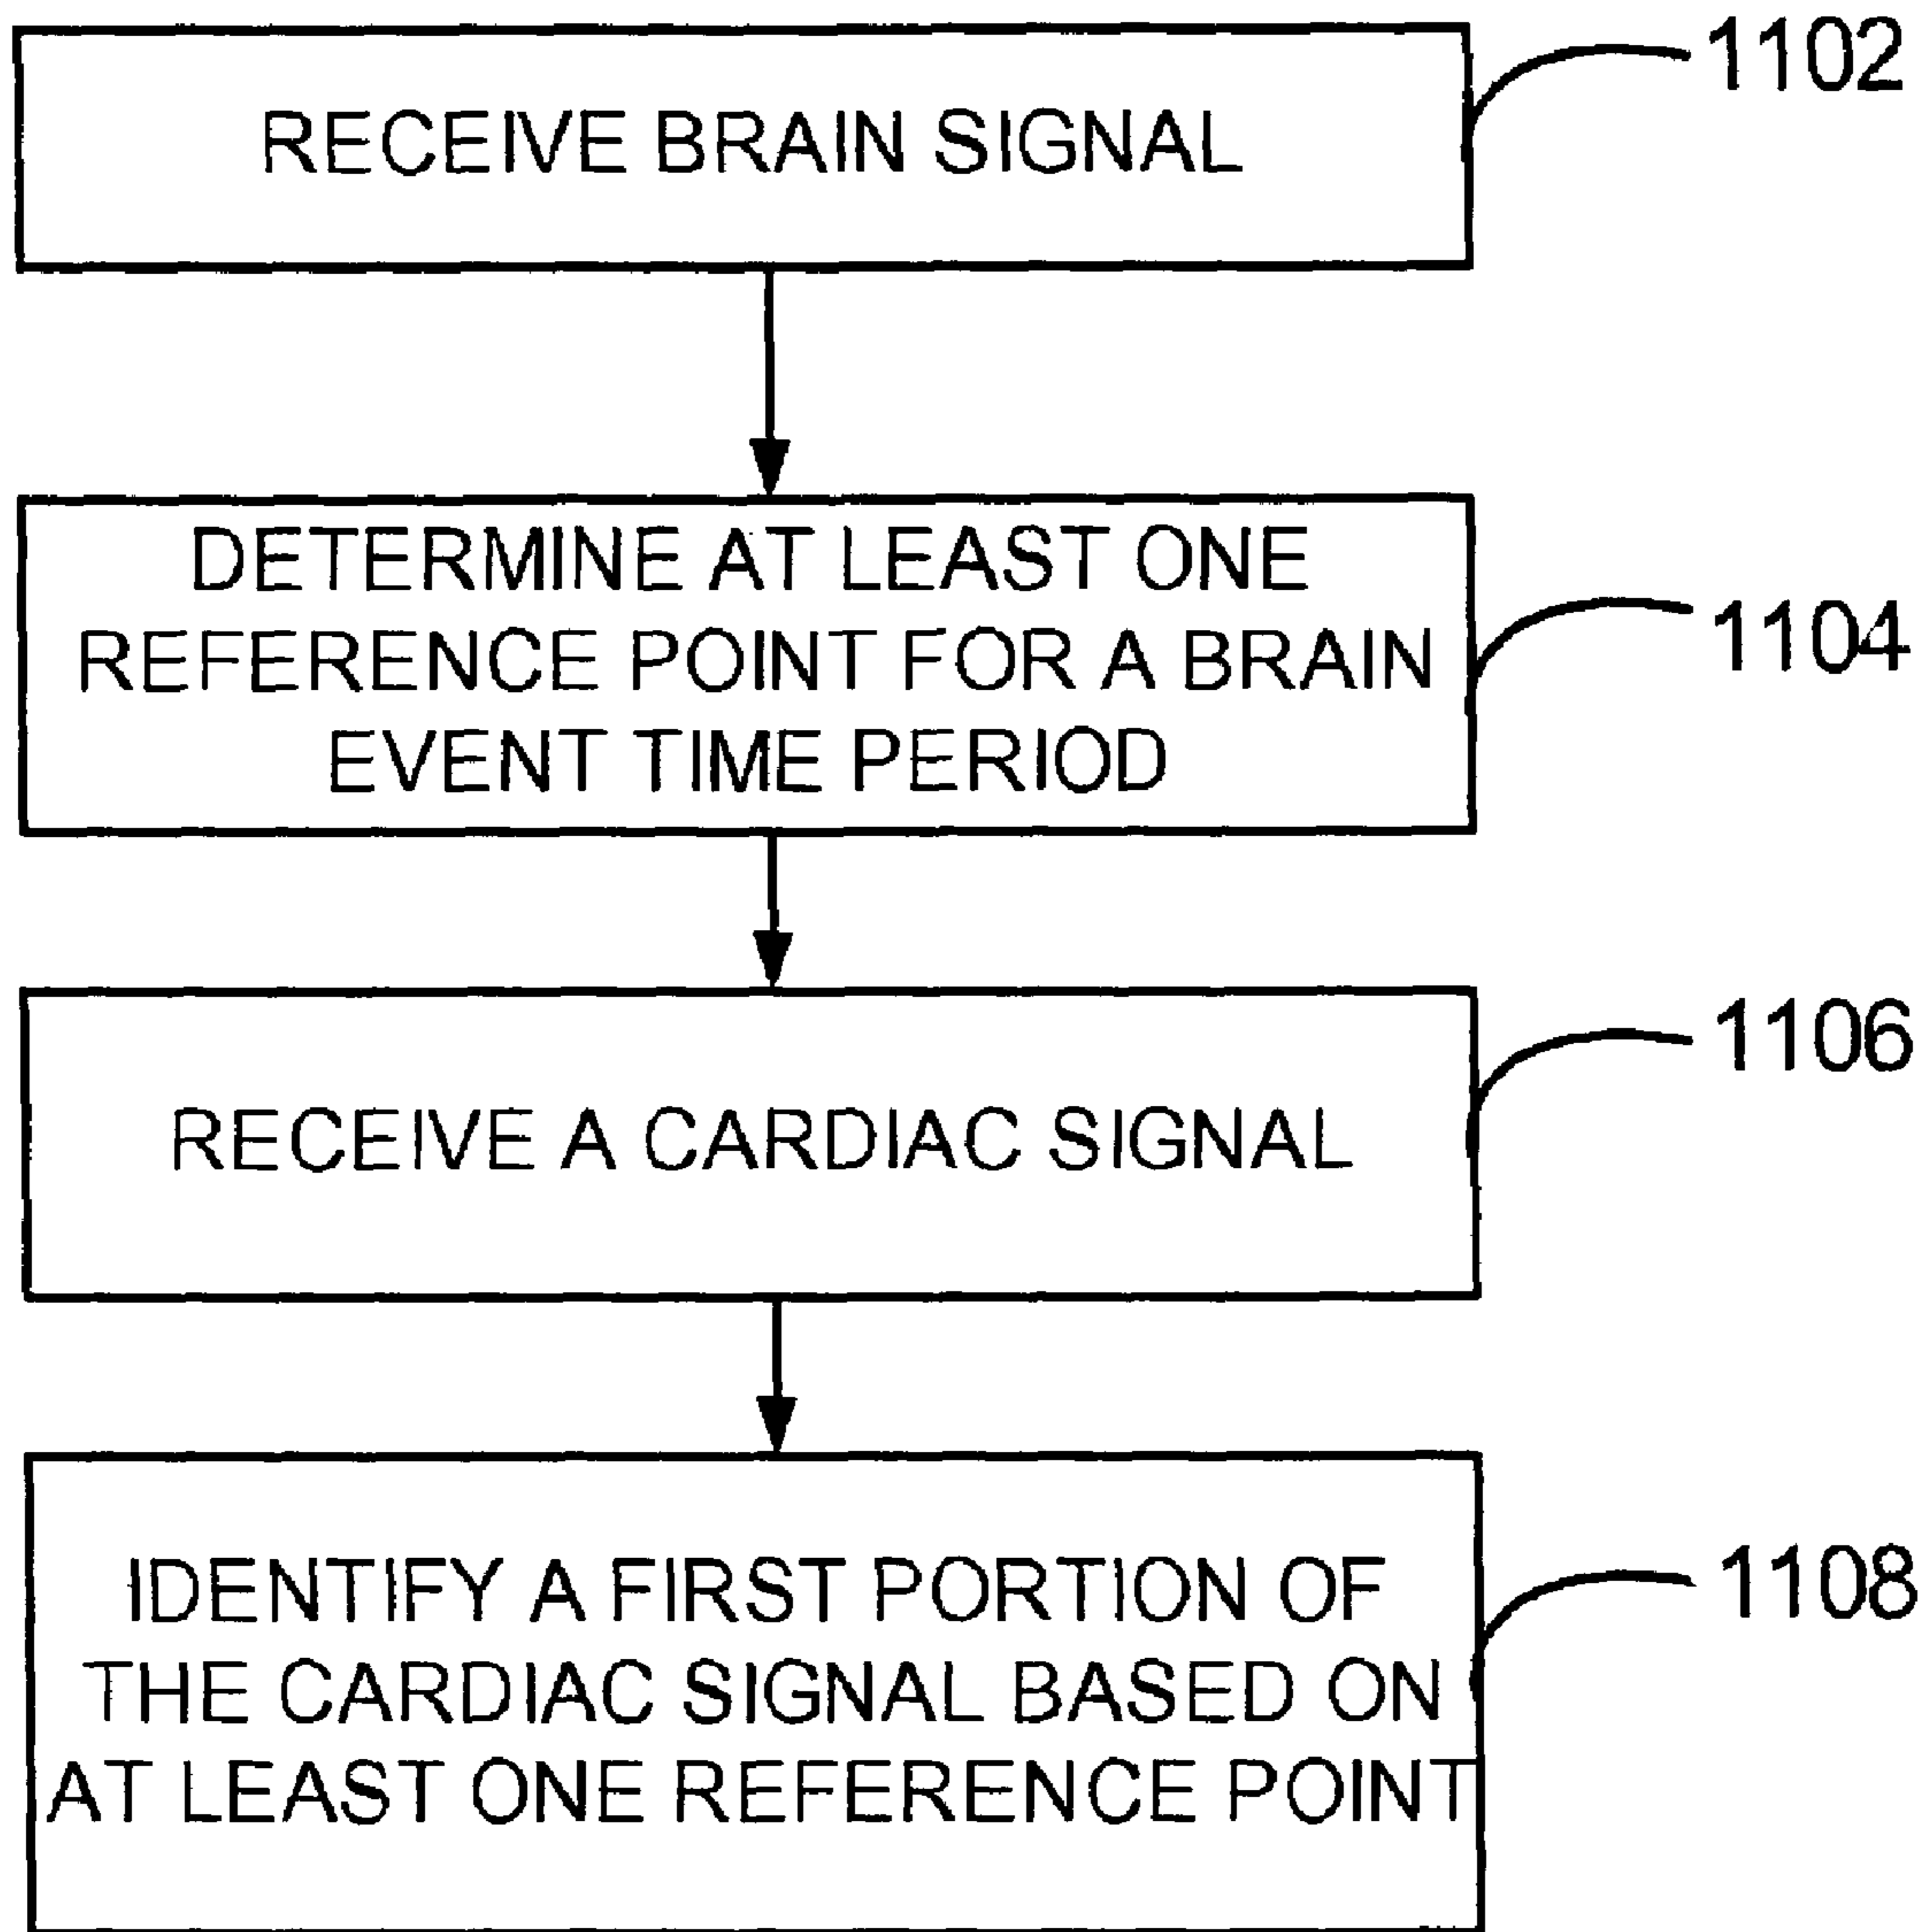 RECEIVE BRAIN SIGNAL
1102
DETERMINE AT LEAST ONE
REFERENCE POINT FOR A BRAIN
EVENT TIME PERIOD
1104
RECEIVE A CARDIAC SIGNAL
1106
IDENTIFY A FIRST PORTION OF
THE CARDIAC SIGNAL BASED ON
AT LEAST ONE REFERENCE POINT
1108